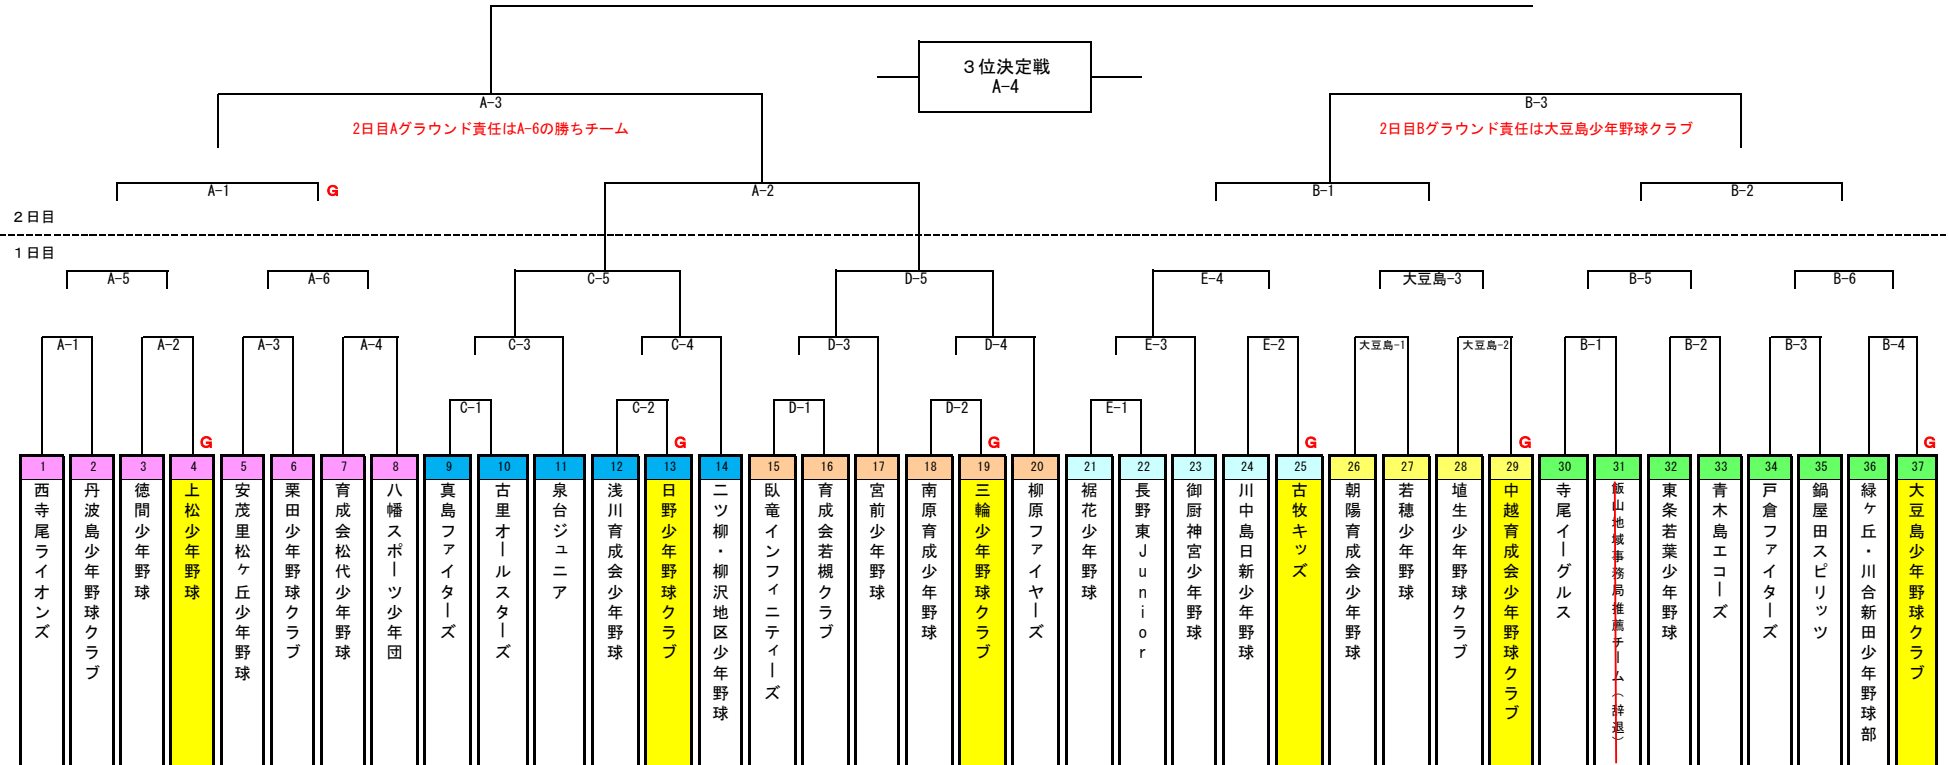 ３位決定戦
A-4
A-3
B-3
2日目Aグラウンド責任はA-6の勝ちチーム
2日目Bグラウンド責任は大豆島少年野球クラブ
A-1
G
A-2
B-1
B-2
２日目
１日目
A-5
A-6
C-5
D-5
E-4
大豆島-3
B-5
B-6
A-1
A-2
A-3
A-4
C-3
C-4
D-3
D-4
E-3
E-2
大豆島-1
大豆島-2
B-1
B-2
B-3
B-4
C-1
C-2
D-1
D-2
E-1
G
G
G
G
G
G
1
西寺尾ライオンズ
2
丹波島少年野球クラブ
3
徳間少年野球
4
上松少年野球
5
安茂里松ヶ丘少年野球
6
栗田少年野球クラブ
7
育成会松代少年野球
8
八幡スポーツ少年団
9
真島ファイターズ
10
古里オールスターズ
11
泉台ジュニア
12
浅川育成会少年野球
13
日野少年野球クラブ
14
二ツ柳・柳沢地区少年野球
15
臥竜インフィニティーズ
16
育成会若槻クラブ
17
宮前少年野球
18
南原育成少年野球
19
三輪少年野球クラブ
20
柳原ファイヤーズ
21
裾花少年野球
22
長野東Junior
23
御厨神宮少年野球
24
川中島日新少年野球
25
古牧キッズ
26
朝陽育成会少年野球
27
若穂少年野球
28
埴生少年野球クラブ
29
中越育成会少年野球クラブ
30
寺尾イーグルス
31
飯山地域事務局推薦チーム（辞退）
32
東条若葉少年野球
33
青木島エコーズ
34
戸倉ファイターズ
35
鍋屋田スピリッツ
36
緑ヶ丘・川合新田少年野球部
37
大豆島少年野球クラブ